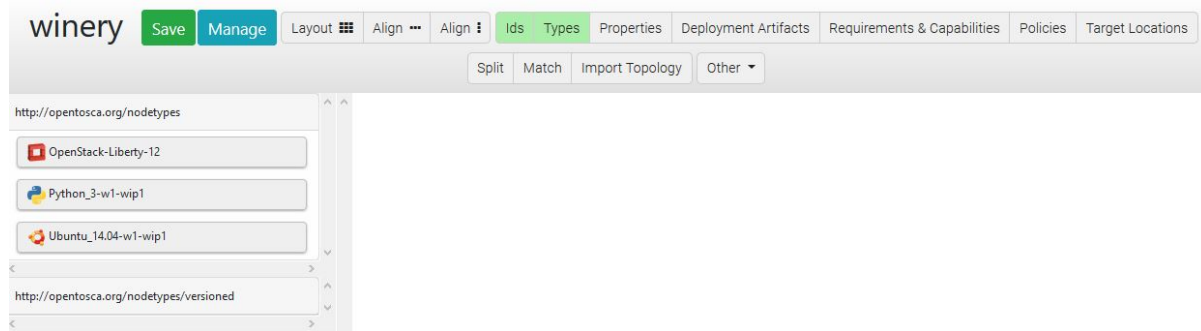 winery Save Manage Layout Align Align Ids Types Properties Deployment Artifacts Requirements & Capabilities Policies Target Locations
Split Match Import Topology Other
http://opentosca.org/nodetypes
OpenStack-Liberty-12
Python_3-w1-wip1
Ubuntu_14.04-w1-wip1
http://opentosca.org/nodetypes/versioned